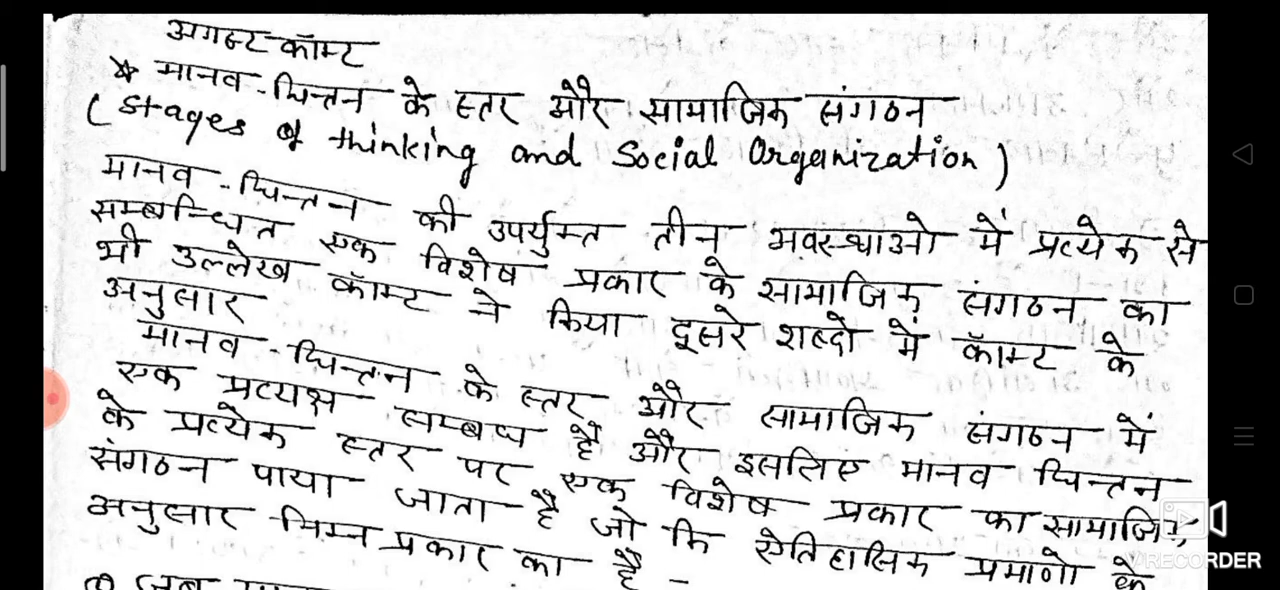 अगस्ट-कॉम्ट
* मानव-चिन्तन के स्तर और सामाजिक संगठन
(Stages of thinking and Social Organization)
मानव-चिन्तन की उपर्युक्त तीन अवस्थाओ में प्रत्येक से
सम्बन्धित एक विशेष प्रकार के सामाजिक संगठन का
भी उल्लेख कॉम्ट ने किया दूसरे शब्दो में कॉम्ट के
अनुसार
मानव-चिन्तन के स्तर और सामाजिक संगठन में
एक प्रत्यक्ष सम्बन्ध है और इसलिए मानव चिन्तन
के प्रत्येक स्तर पर एक विशेष प्रकार का सामाजिक
संगठन पाया जाता है जो कि ऐतिहासिक प्रमाणो के
अनुसार निम्न प्रकार का है -
RECORDER